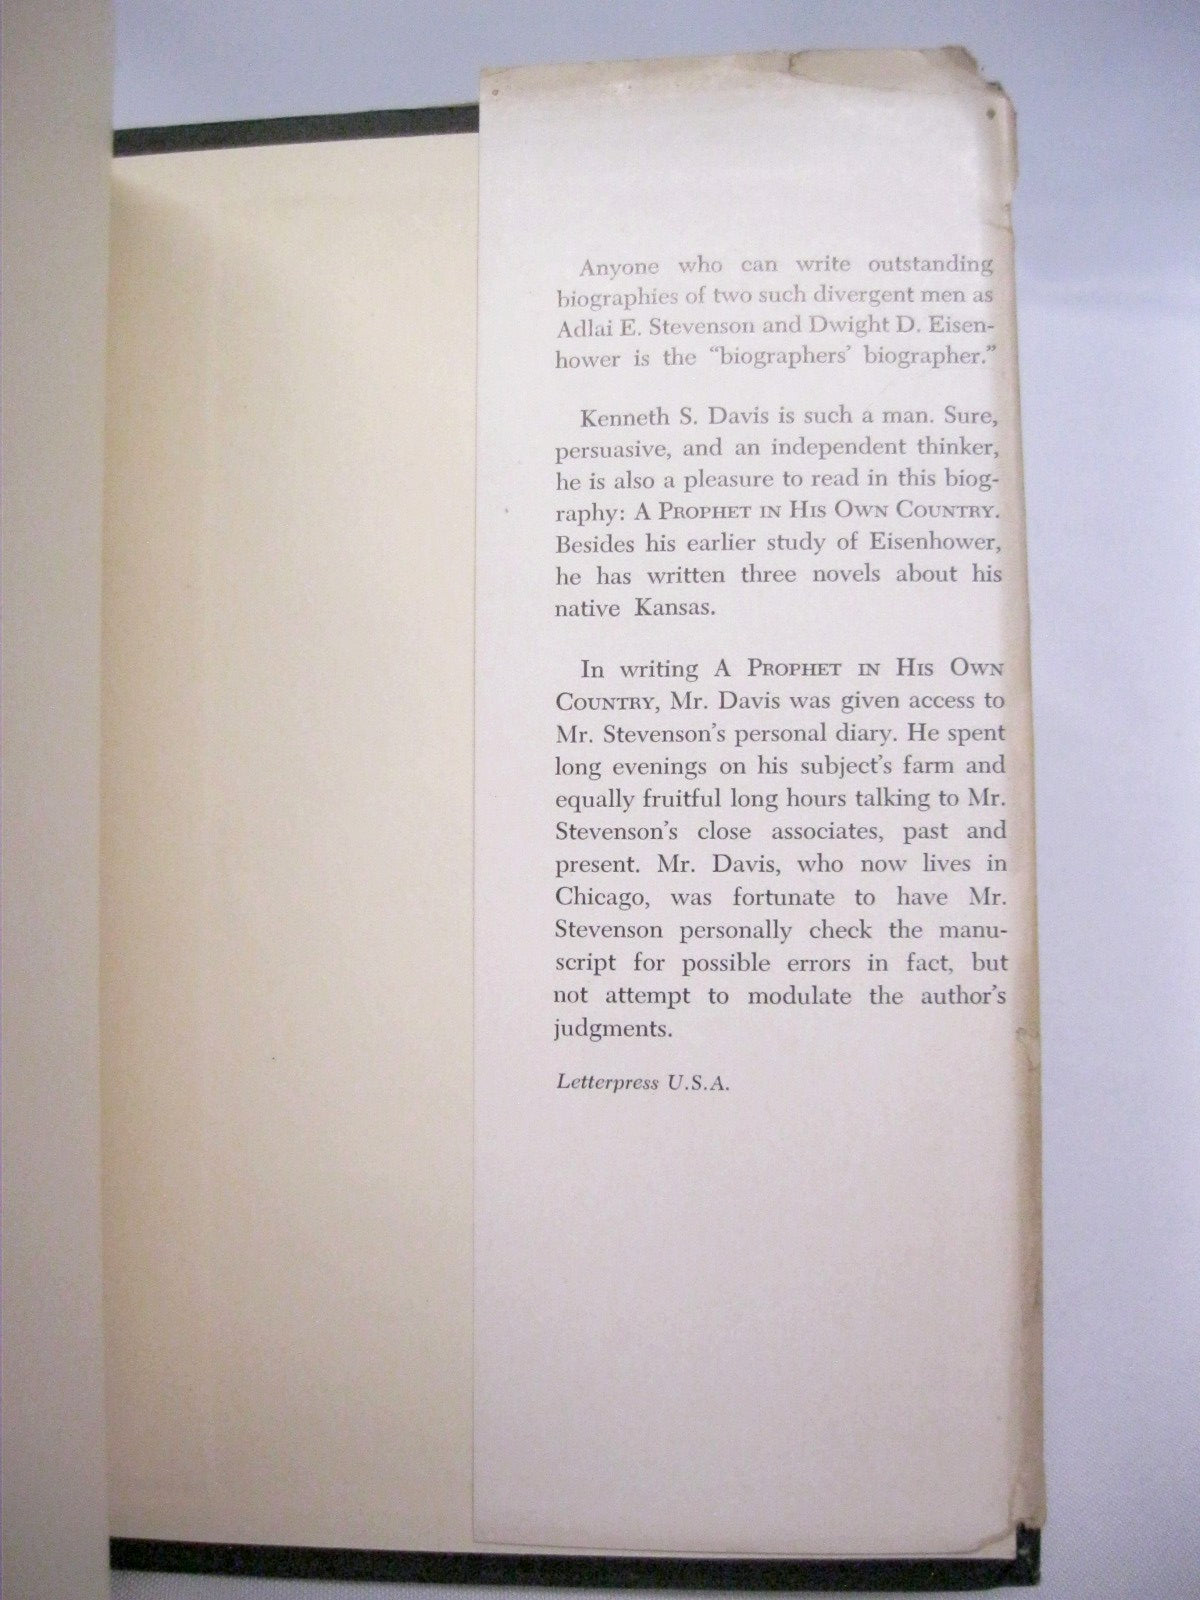 Anyone who can write outstanding
biographies of two such divergent men as
Adlai E. Stevenson and Dwight D. Eisen-
hower is the “biographers’ biographer.”
Kenneth S. Davis is such a man. Sure,
persuasive, and an independent thinker,
he is also a pleasure to read in this biog-
raphy: A PROPHET IN HIS OWN COUNTRY.
Besides his earlier study of Eisenhower,
he has written three novels about his
native Kansas.
In writing A PROPHET IN HIS OWN
COUNTRY, Mr. Davis was given access to
Mr. Stevenson’s personal diary. He spent
long evenings on his subject’s farm and
equally fruitful long hours talking to Mr.
Stevenson’s close associates, past and
present. Mr. Davis, who now lives in
Chicago, was fortunate to have Mr.
Stevenson personally check the manu-
script for possible errors in fact, but
not attempt to modulate the author’s
judgments.
Letterpress U.S.A.